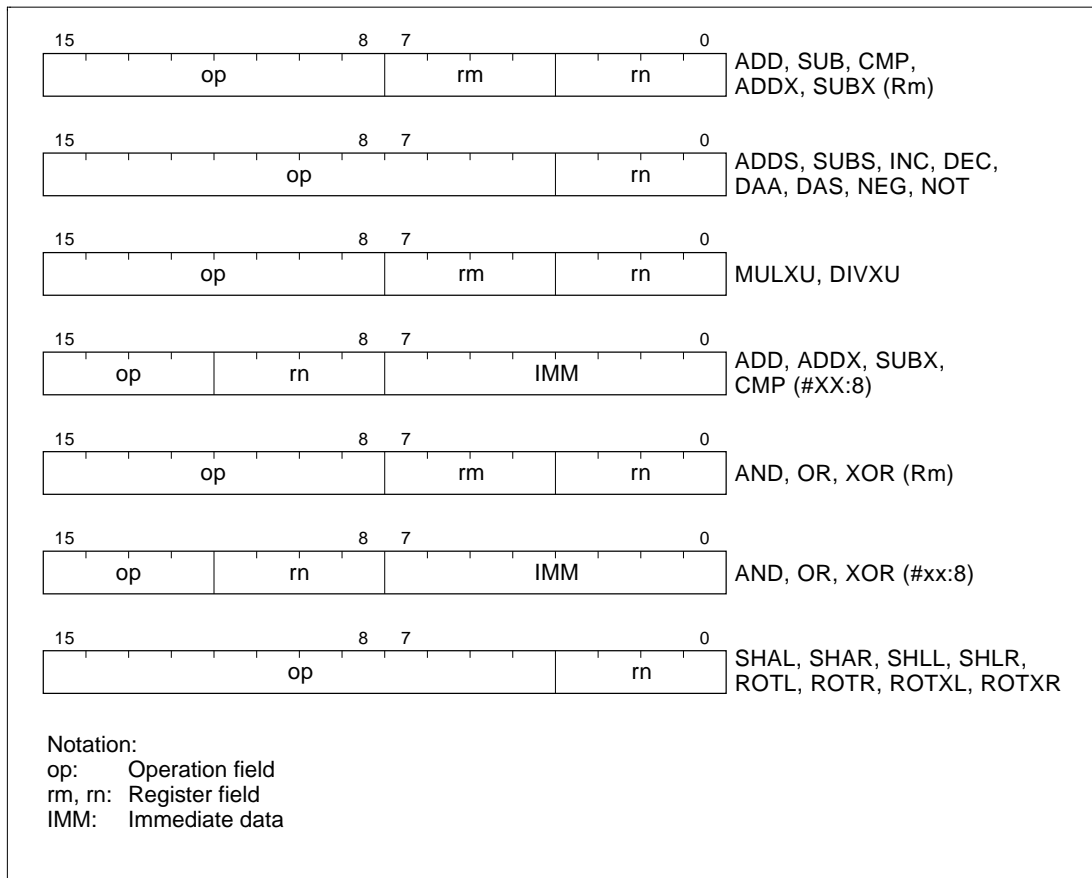 15 8 7 0
op rm rn
ADD, SUB, CMP,
ADDX, SUBX (Rm)
15 8 7 0
op rn
ADDS, SUBS, INC, DEC,
DAA, DAS, NEG, NOT
15 8 7 0
op rm rn
MULXU, DIVXU
15 8 7 0
op rn IMM
ADD, ADDX, SUBX,
CMP (#XX:8)
15 8 7 0
op rm rn
AND, OR, XOR (Rm)
15 8 7 0
op rn IMM
AND, OR, XOR (#xx:8)
15 8 7 0
op rn
SHAL, SHAR, SHLL, SHLR,
ROTL, ROTR, ROTXL, ROTXR
Notation:
op: Operation field
rm, rn: Register field
IMM: Immediate data